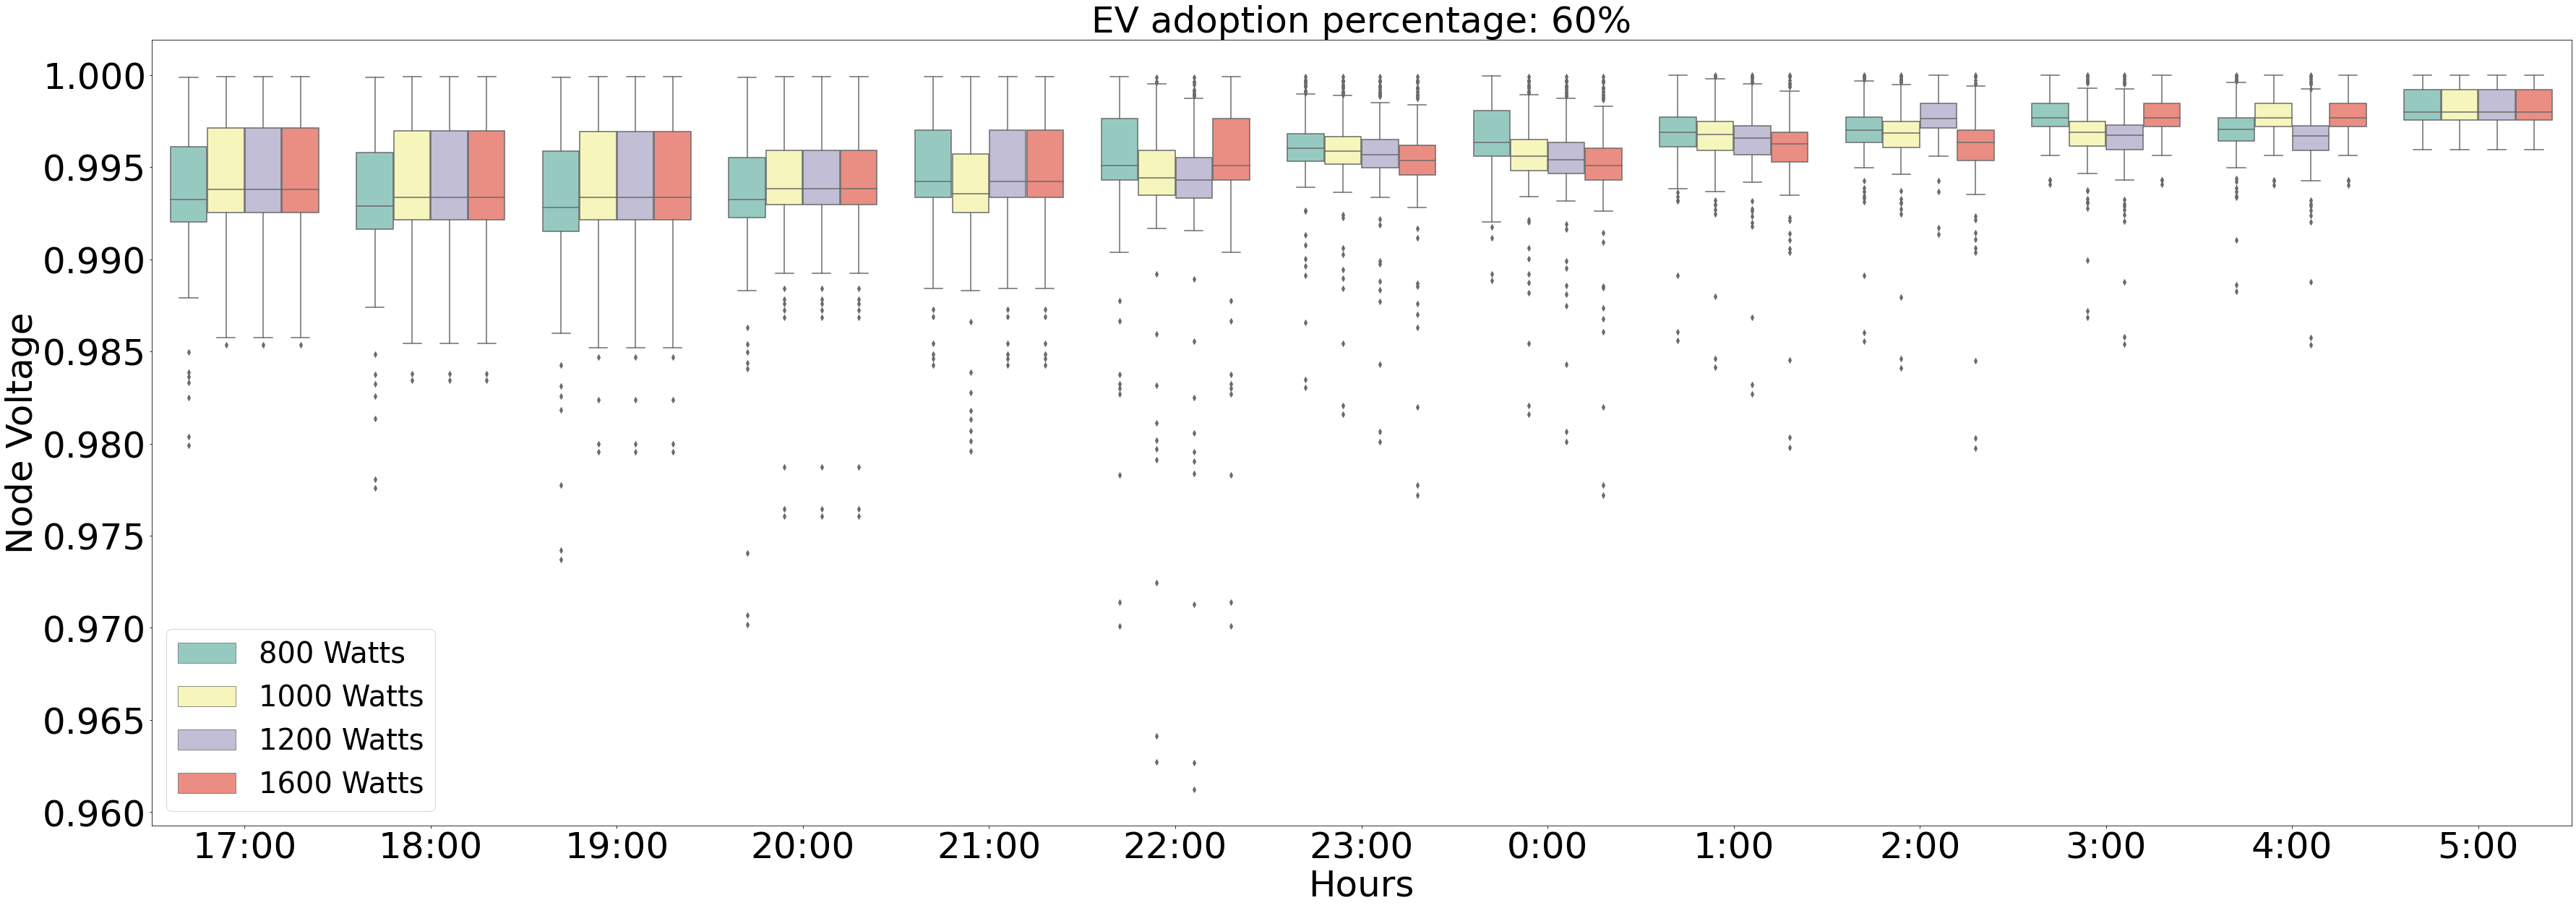 EV adoption percentage: 60%
1.000
0.995
0.990
0.985
0.980
0.975
0.970
0.965
0.960
Node Voltage
800 Watts
1000 Watts
1200 Watts
1600 Watts
17:00 18:00 19:00 20:00 21:00 22:00 23:00 0:00 1:00 2:00 3:00 4:00 5:00
Hours